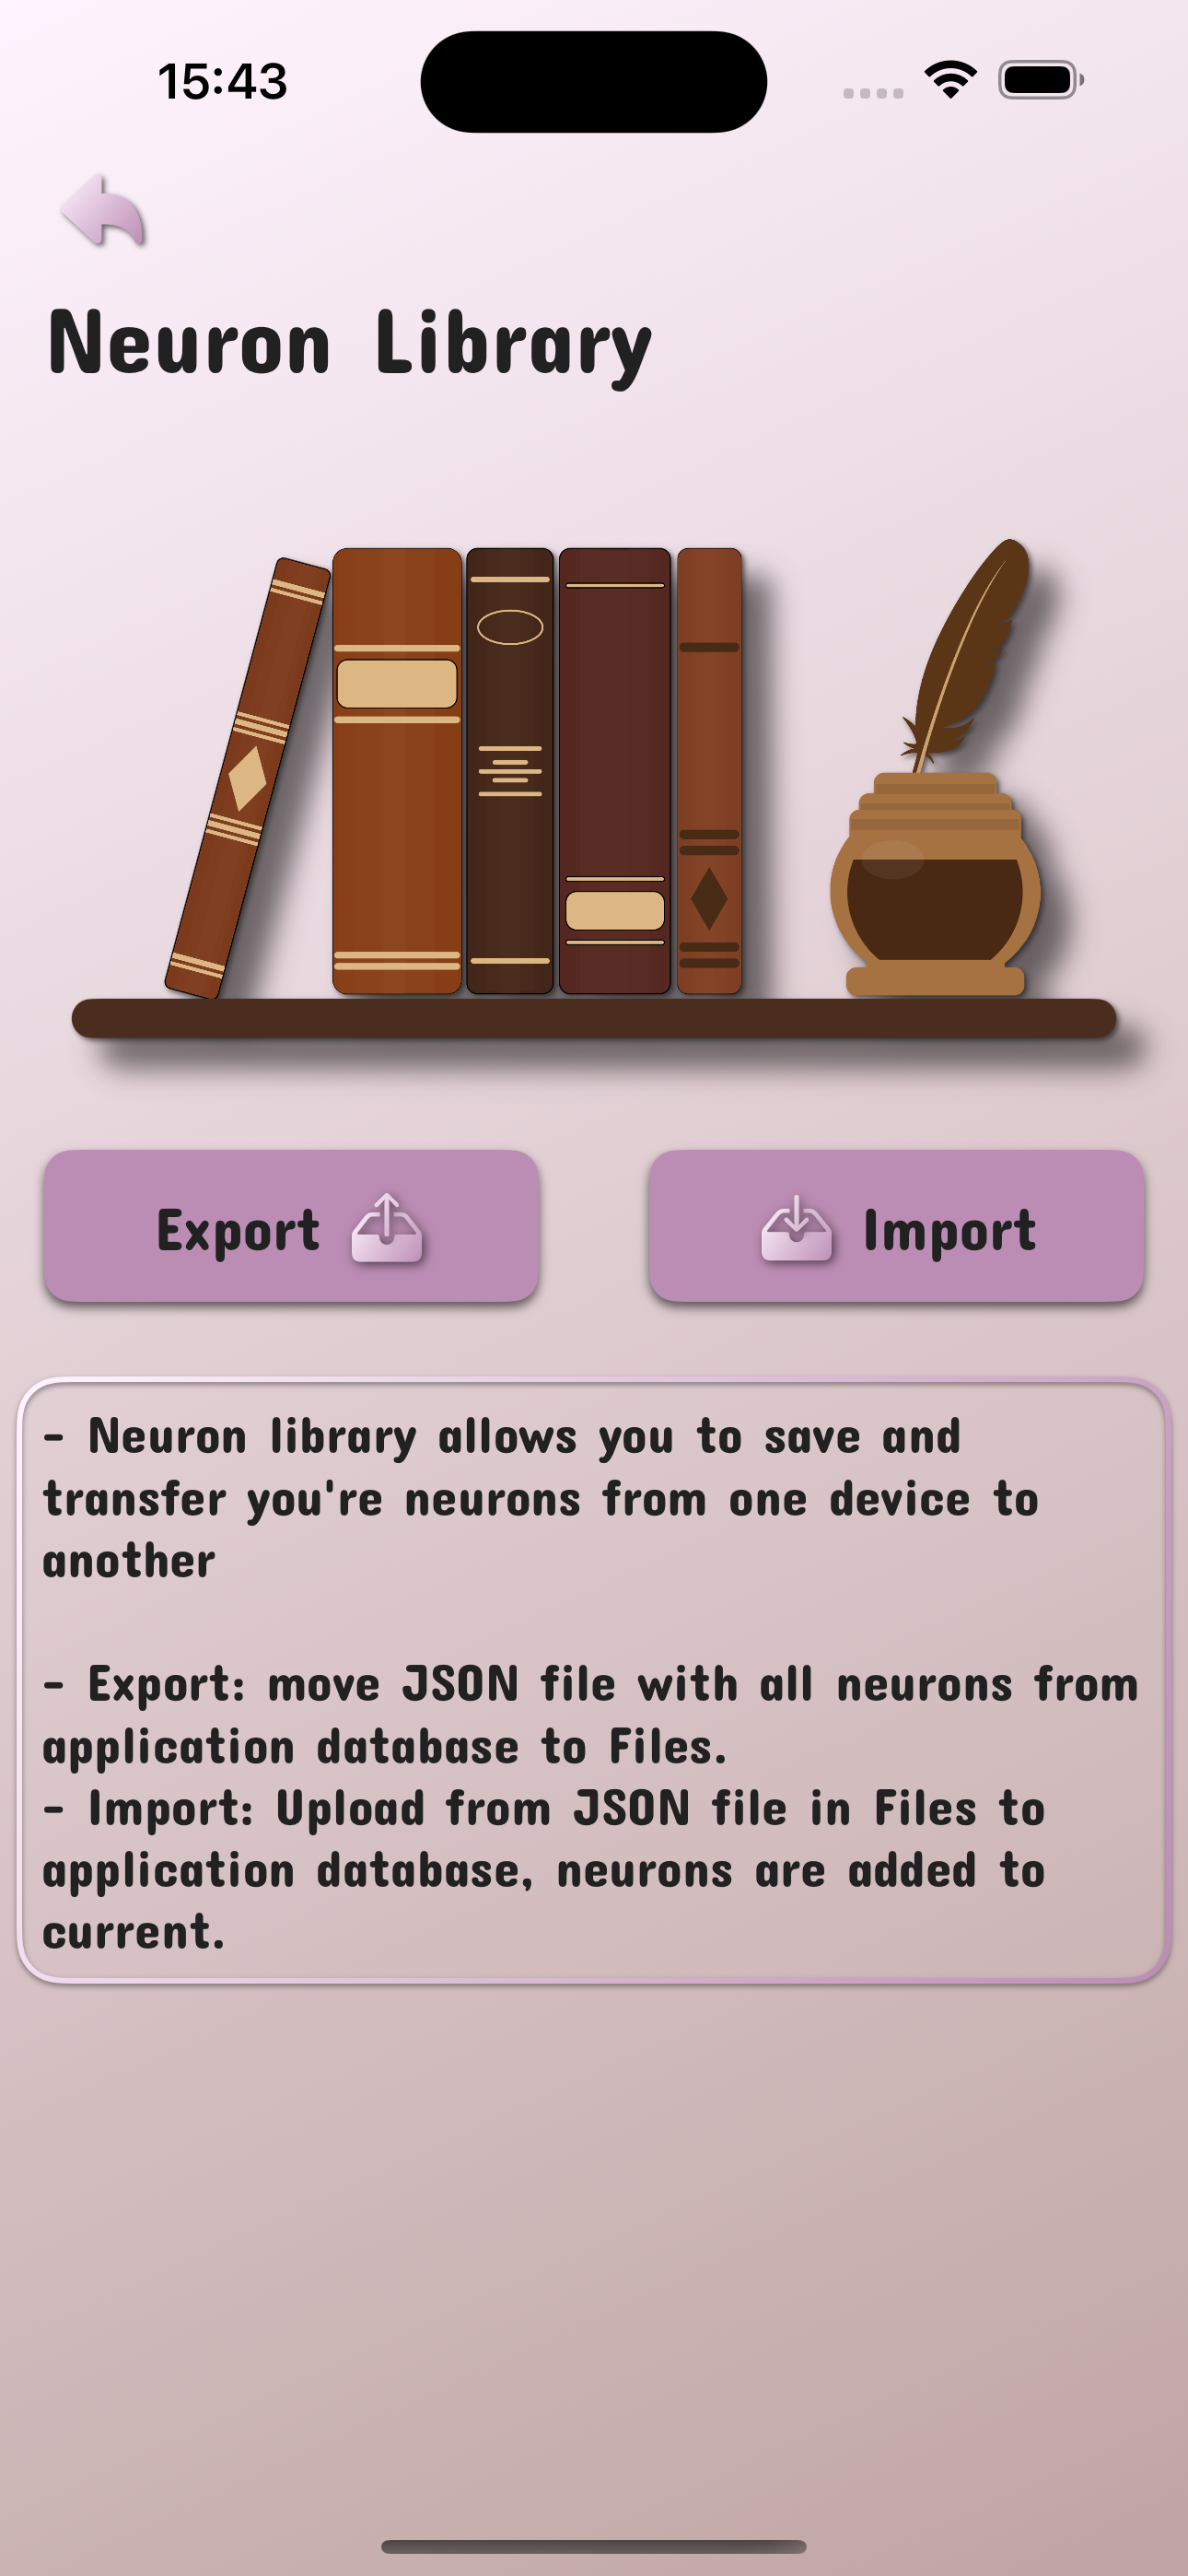 15:43
Neuron Library
Export
Import
- Neuron library allows you to save and
transfer you're neurons from one device to
another
- Export: move JSON file with all neurons from
application database to Files.
- Import: Upload from JSON file in Files to
application database, neurons are added to
current.